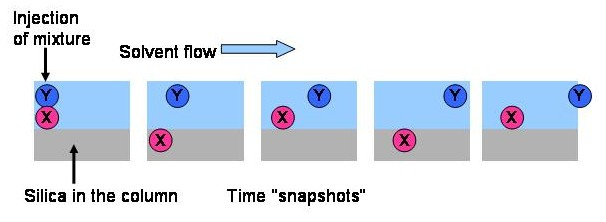 Injection
of mixture
Solvent flow
Y
X
Y
X
Y
X
Y
X
Y
X
Silica in the column
Time "snapshots"